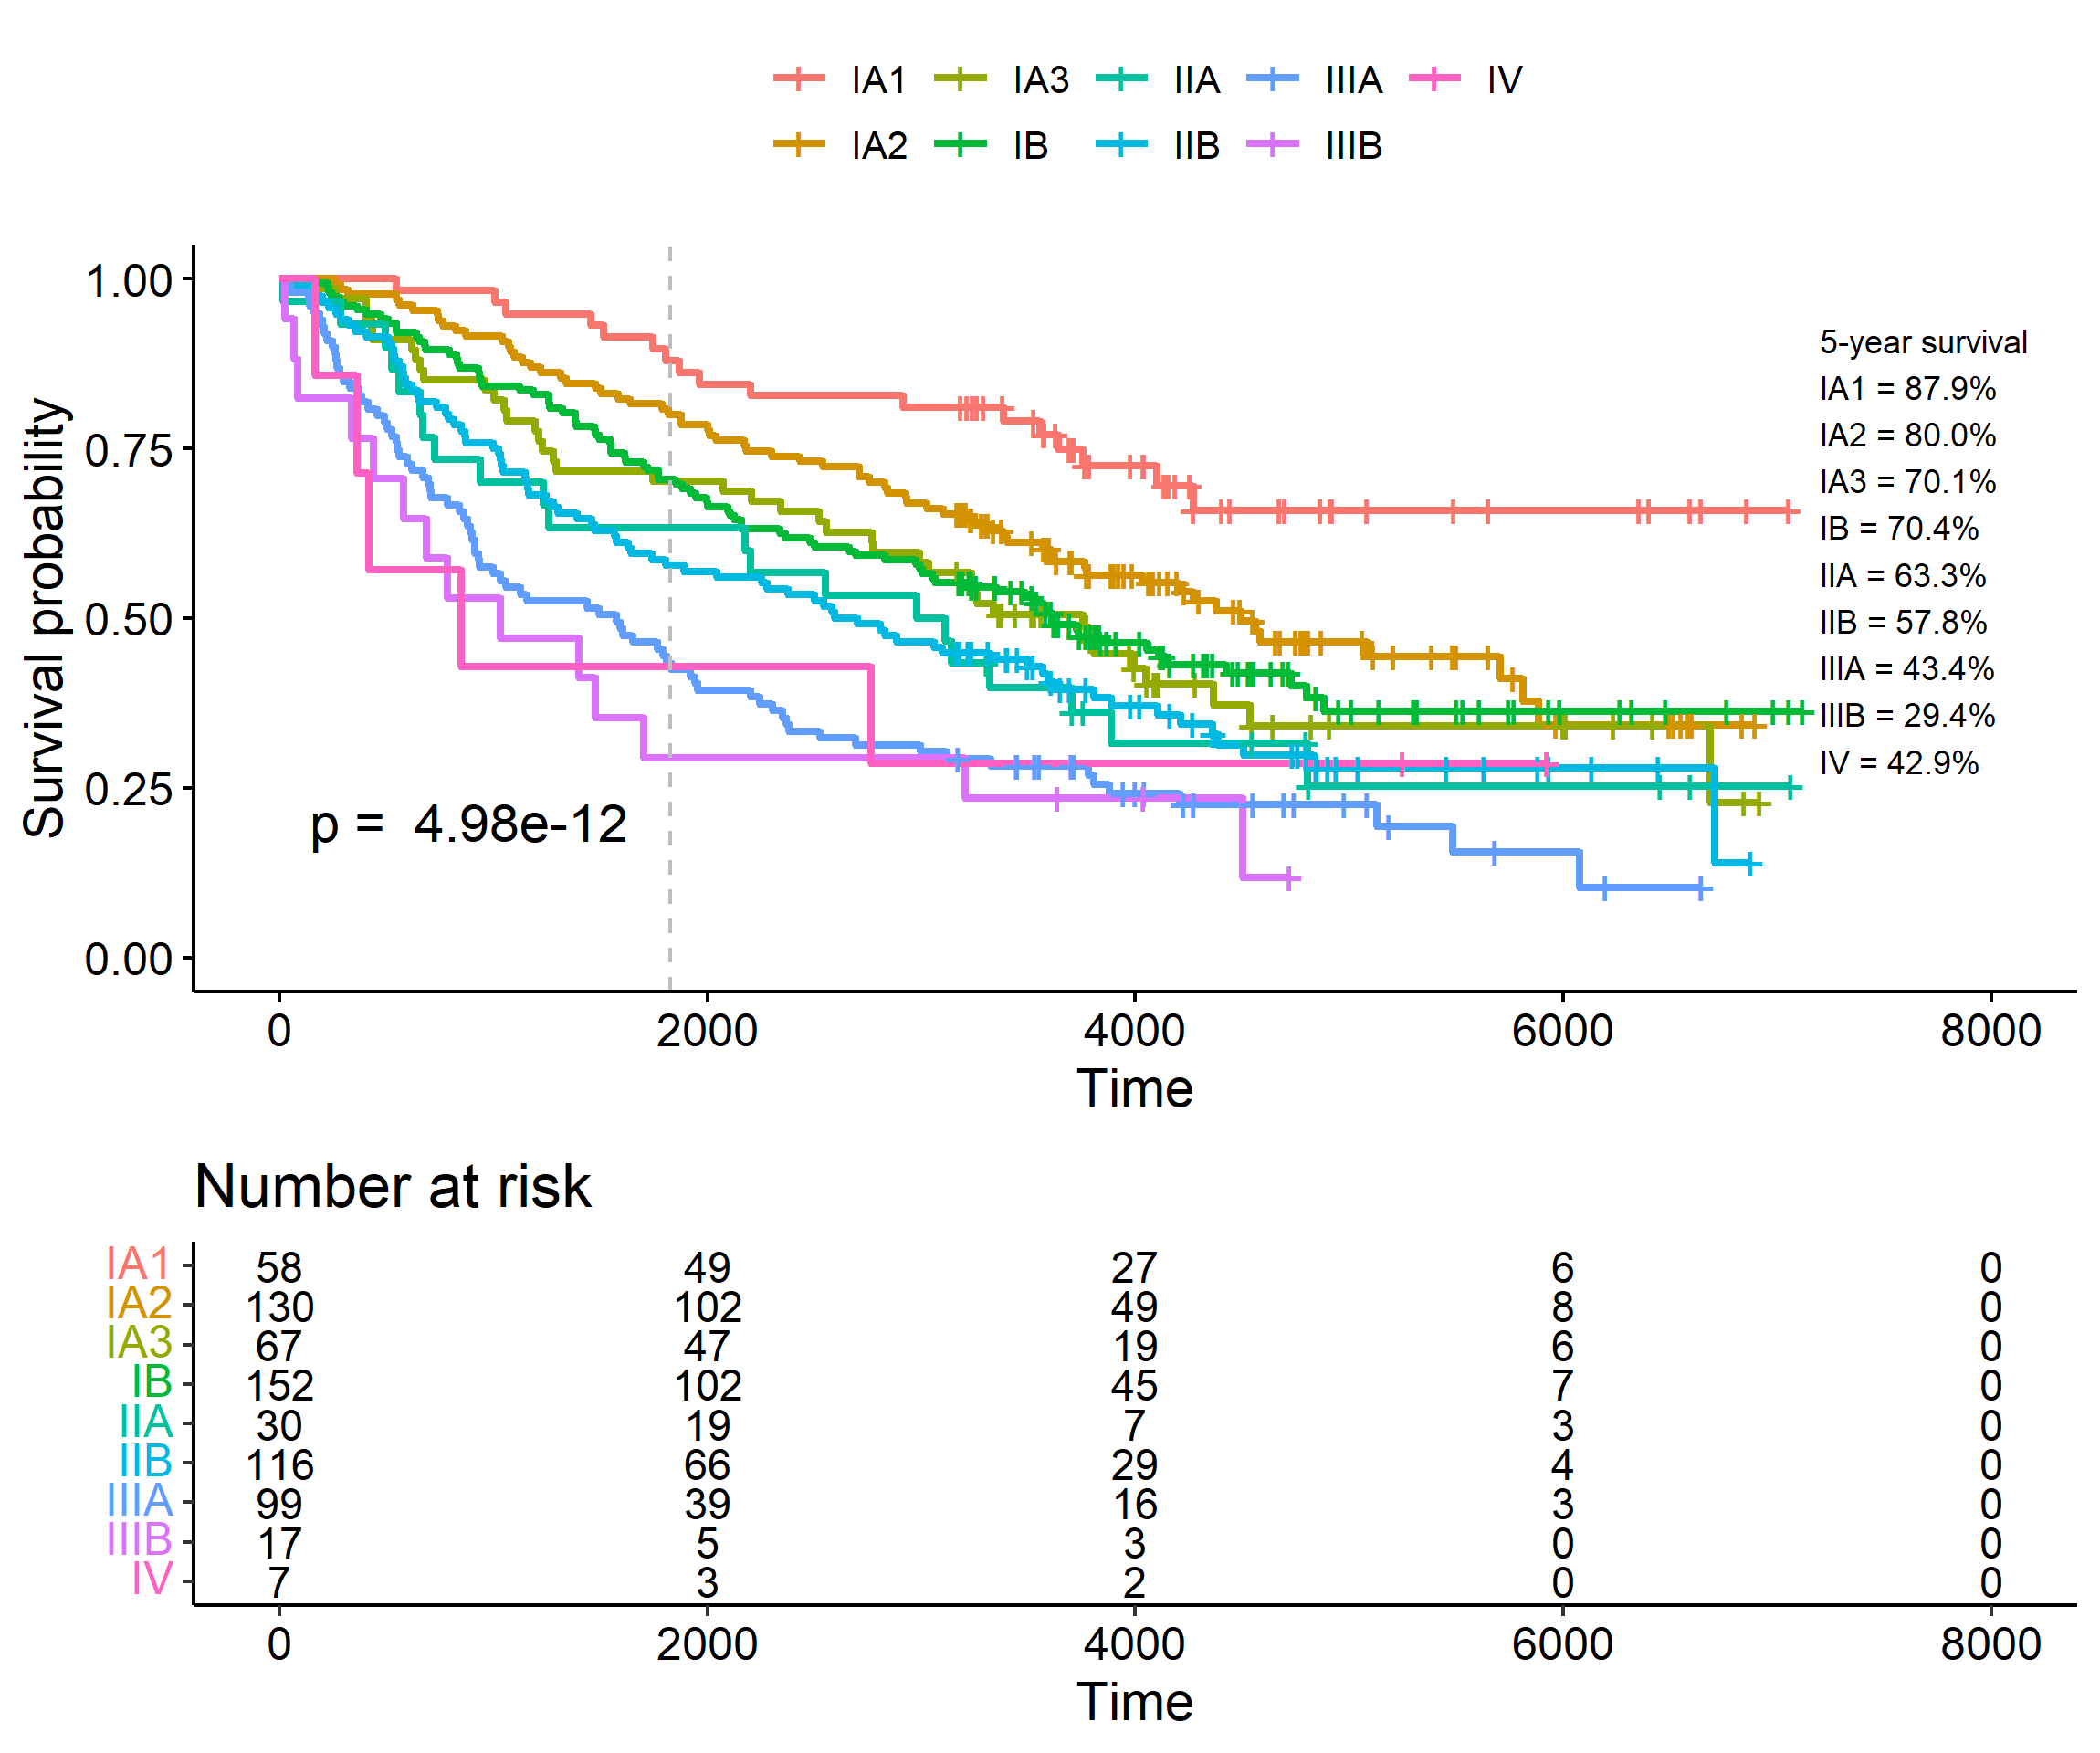 IA1 IA3 IIA IIIA IV
IA2 IB IIB IIIB
Survival probability
1.00
0.75
0.50
0.25
0.00
5-year survival
IA1 = 87.9%
IA2 = 80.0%
IA3 = 70.1%
IB = 70.4%
IIA = 63.3%
IIB = 57.8%
IIIA = 43.4%
IIIB = 29.4%
IV = 42.9%
p = 4.98e-12
0 2000 4000 6000 8000
Time
Number at risk
IA1 58 49 27 6 0
IA2 130 102 49 8 0
IA3 67 47 19 6 0
IB 152 102 45 7 0
IIA 30 19 7 3 0
IIB 116 66 29 4 0
IIIA 99 39 16 3 0
IIIB 17 5 3 0 0
IV 7 3 2 0 0
0 2000 4000 6000 8000
Time